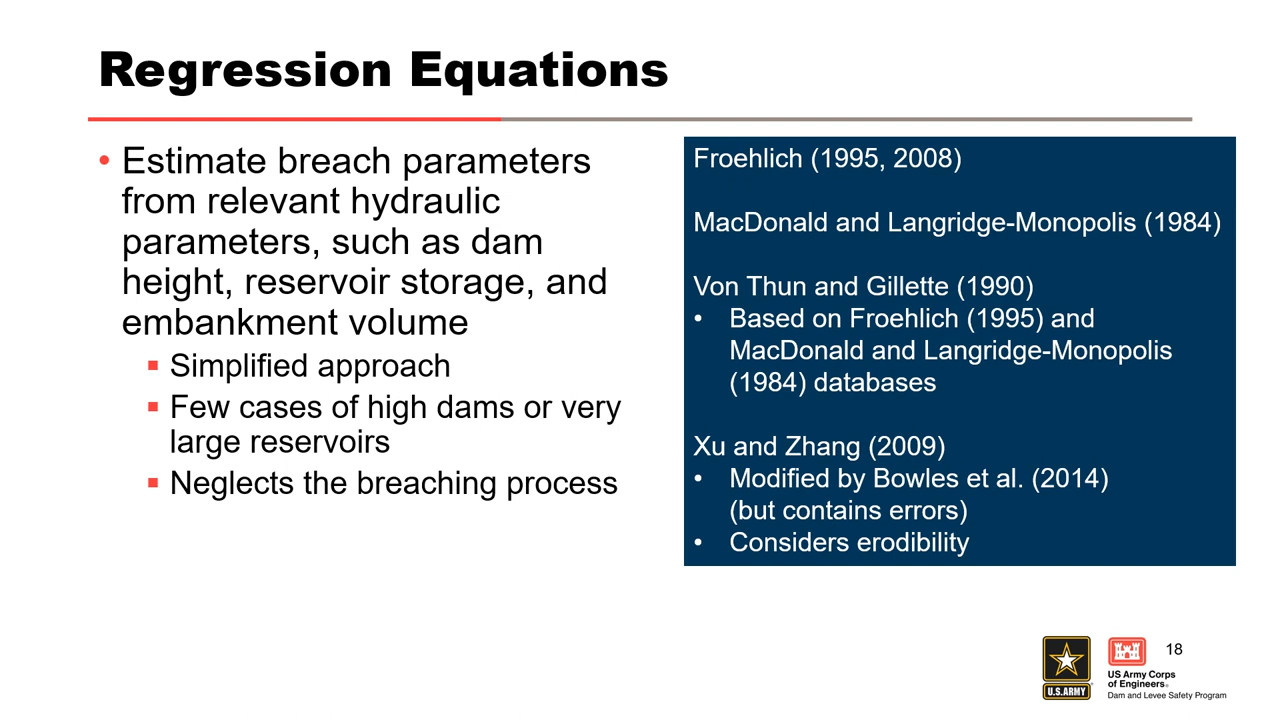 Regression Equations
• Estimate breach parameters
from relevant hydraulic
parameters, such as dam
height, reservoir storage, and
embankment volume
▪ Simplified approach
▪ Few cases of high dams or very
large reservoirs
▪ Neglects the breaching process
Froehlich (1995, 2008)
MacDonald and Langridge-Monopolis (1984)
Von Thun and Gillette (1990)
• Based on Froehlich (1995) and
MacDonald and Langridge-Monopolis
(1984) databases
Xu and Zhang (2009)
• Modified by Bowles et al. (2014)
(but contains errors)
• Considers erodibility
U.S.ARMY
US Army Corps
of Engineers®
Dam and Levee Safety Program
18